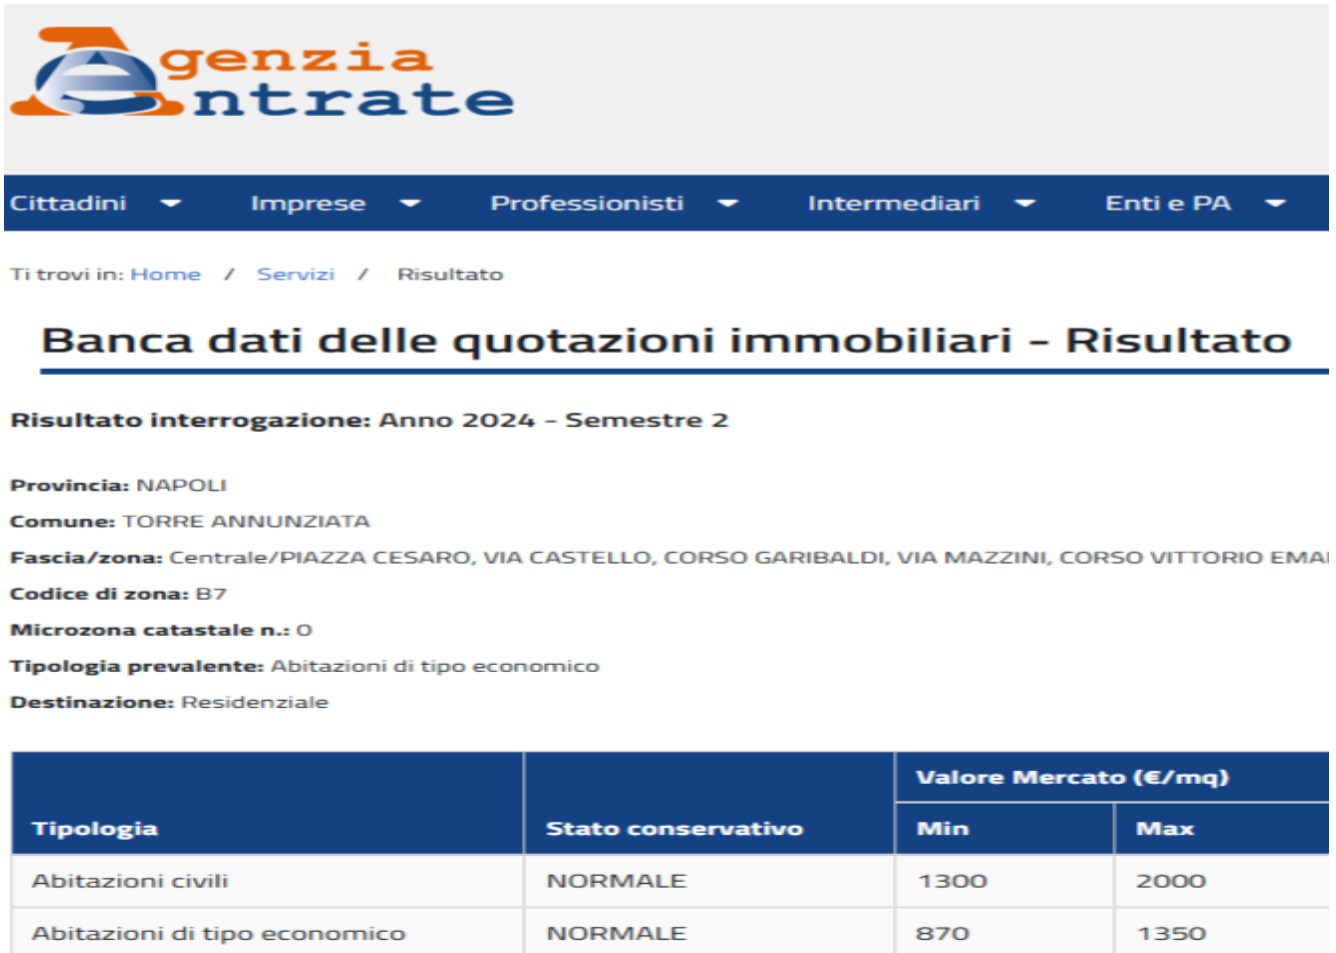 Agenzia
Entrate
Cittadini Imprese Professionisti Intermediari Enti e PA
Ti trovi in: Home / Servizi / Risultato
Banca dati delle quotazioni immobiliari - Risultato
Risultato interrogazione: Anno 2024 - Semestre 2
Provincia: NAPOLI
Comune: TORRE ANNUNZIATA
Fascia/zona: Centrale/PIAZZA CESARO, VIA CASTELLO, CORSO GARIBALDI, VIA MAZZINI, CORSO VITTORIO
Codice di zona: B7
Microzona catastale n.: 0
Tipologia prevalente: Abitazioni di tipo economico
Destinazione: Residenziale
Valore Mercato (€/mq)
Tipologia Stato conservativo Min Max
Abitazioni civili NORMALE 1300 2000
Abitazioni di tipo economico NORMALE 870 1350